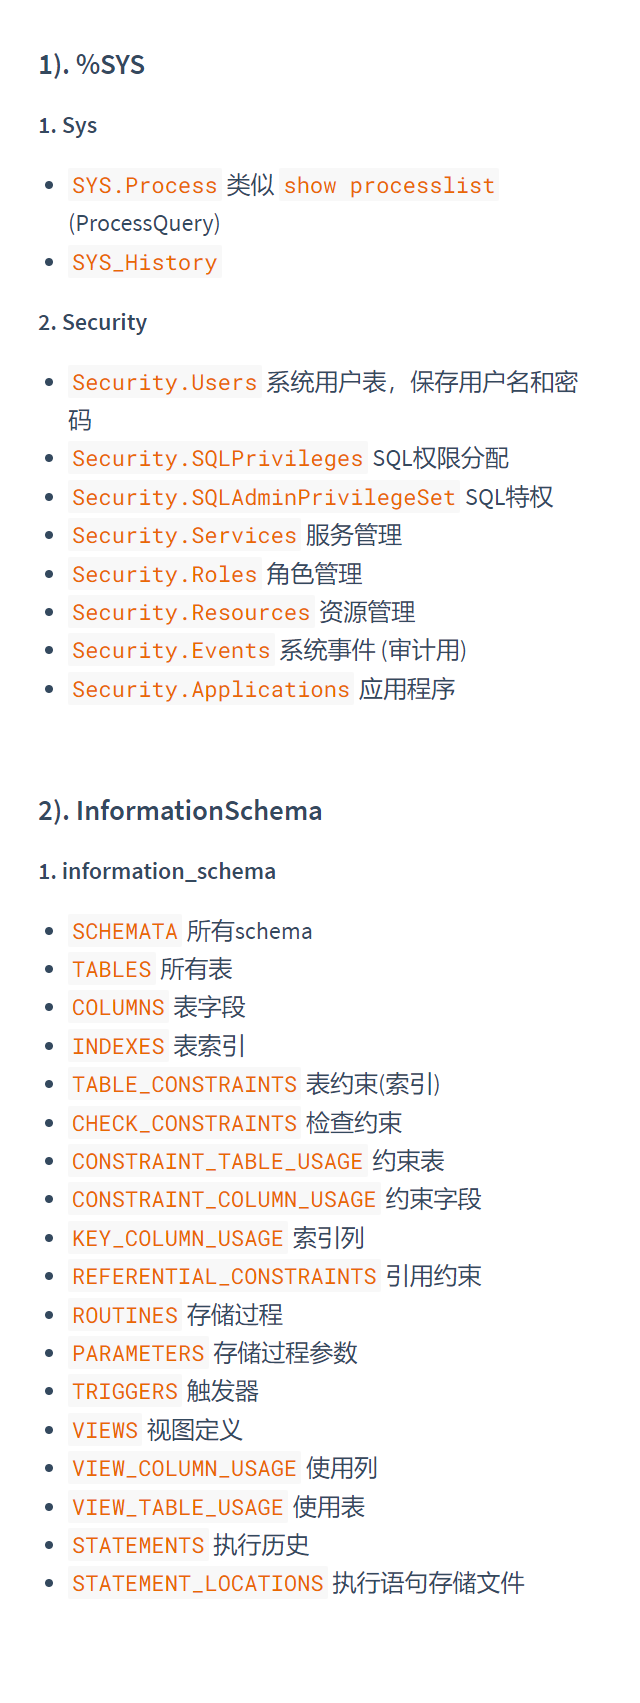 1). %SYS
1. Sys
SYS.Process 类似 show processlist
(ProcessQuery)
SYS_History
2. Security
Security.Users 系统用户表，保存用户名和密
码
Security.SQLPrivileges SQL权限分配
Security.SQLAdminPrivilegeSet SQL特权
Security.Services 服务管理
Security.Roles 角色管理
Security.Resources 资源管理
Security.Events 系统事件 (审计用)
Security.Applications 应用程序
2). InformationSchema
1. information_schema
SCHEMATA 所有schema
TABLES 所有表
COLUMNS 表字段
INDEXES 表索引
TABLE_CONSTRAINTS 表约束(索引)
CHECK_CONSTRAINTS 检查约束
CONSTRAINT_TABLE_USAGE 约束表
CONSTRAINT_COLUMN_USAGE 约束字段
KEY_COLUMN_USAGE 索引列
REFERENTIAL_CONSTRAINTS 引用约束
ROUTINES 存储过程
PARAMETERS 存储过程参数
TRIGGERS 触发器
VIEWS 视图定义
VIEW_COLUMN_USAGE 使用列
VIEW_TABLE_USAGE 使用表
STATEMENTS 执行历史
STATEMENT_LOCATIONS 执行语句存储文件